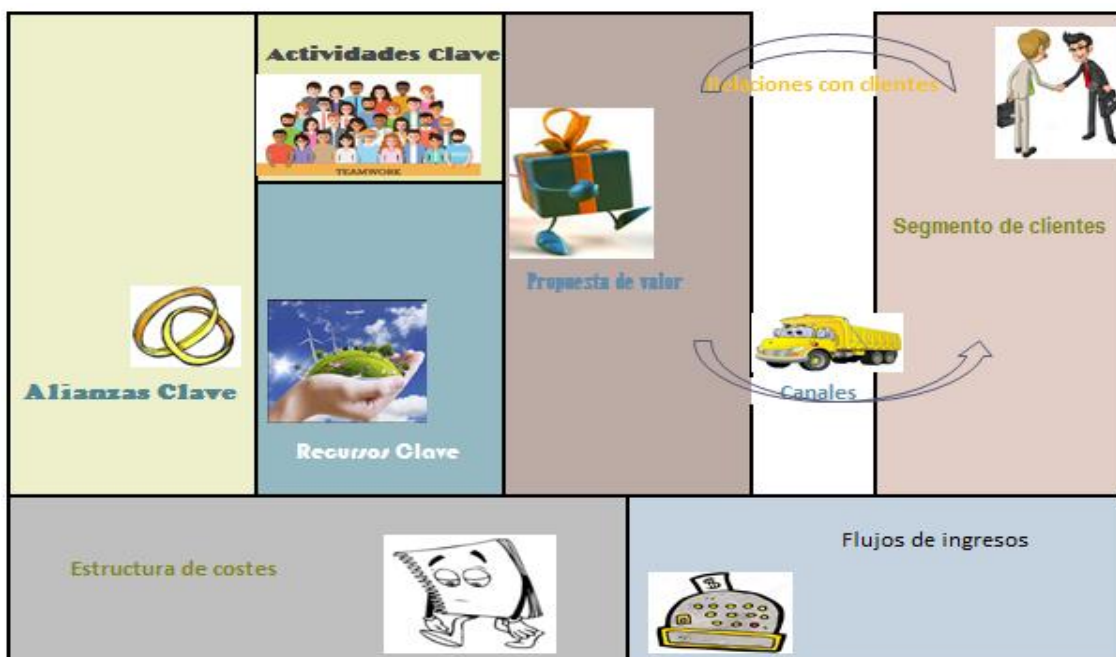 Actividades Clave
TEAMWORK
Relaciones con clientes
Segmento de clientes
Propuesta de valor
Alianzas Clave
Canales
Recursos Clave
Estructura de costes
Flujos de ingresos
$